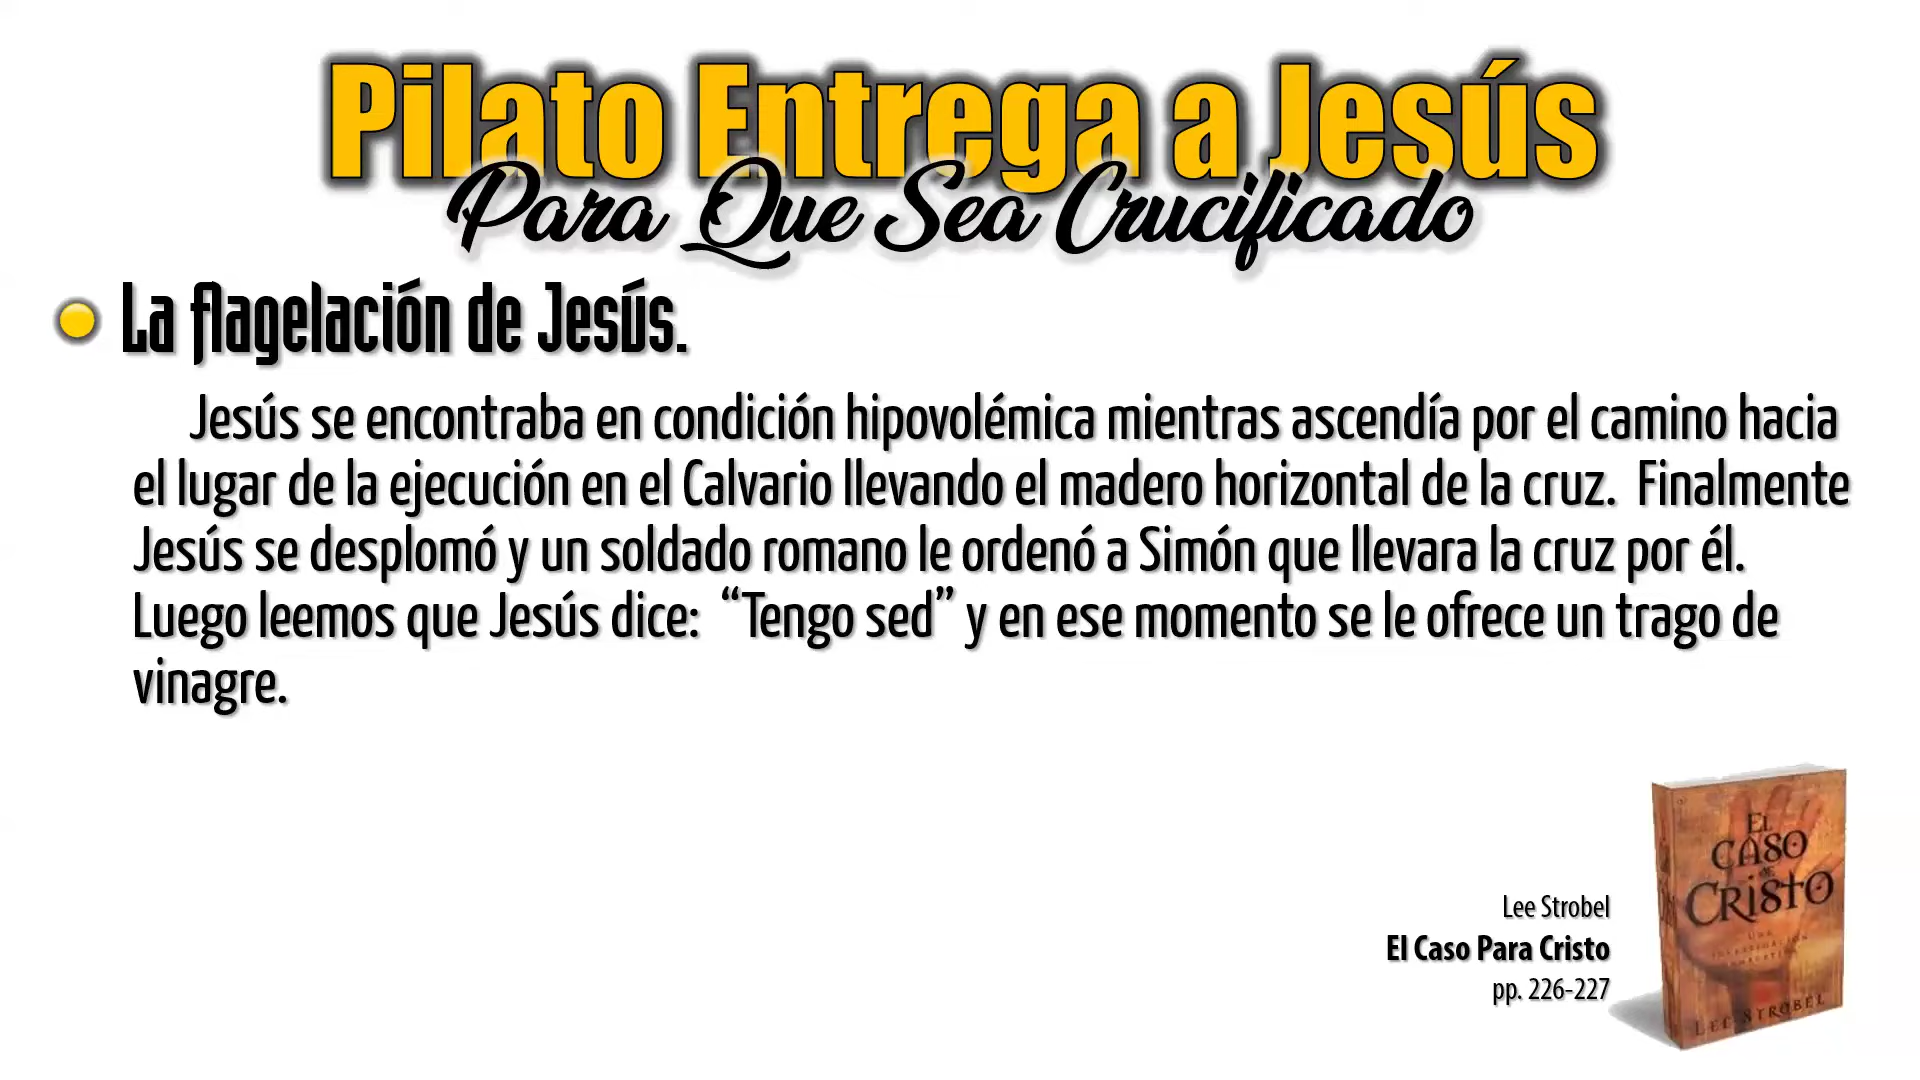 Pilato Entrega a Jesús
Para Que Sea Crucificado
La flagelación de Jesús.
Jesús se encontraba en condición hipovolémica mientras ascendía por el camino hacia
el lugar de la ejecución en el Calvario llevando el madero horizontal de la cruz. Finalmente
Jesús se desplomó y un soldado romano le ordenó a Simón que llevara la cruz por él.
Luego leemos que Jesús dice: “Tengo sed” y en ese momento se le ofrece un trago de
vinagre.
Lee Strobel
El Caso Para Cristo
pp. 226-227
EL
CASO
DE
CRISTO
UNA
LEE STROBEL